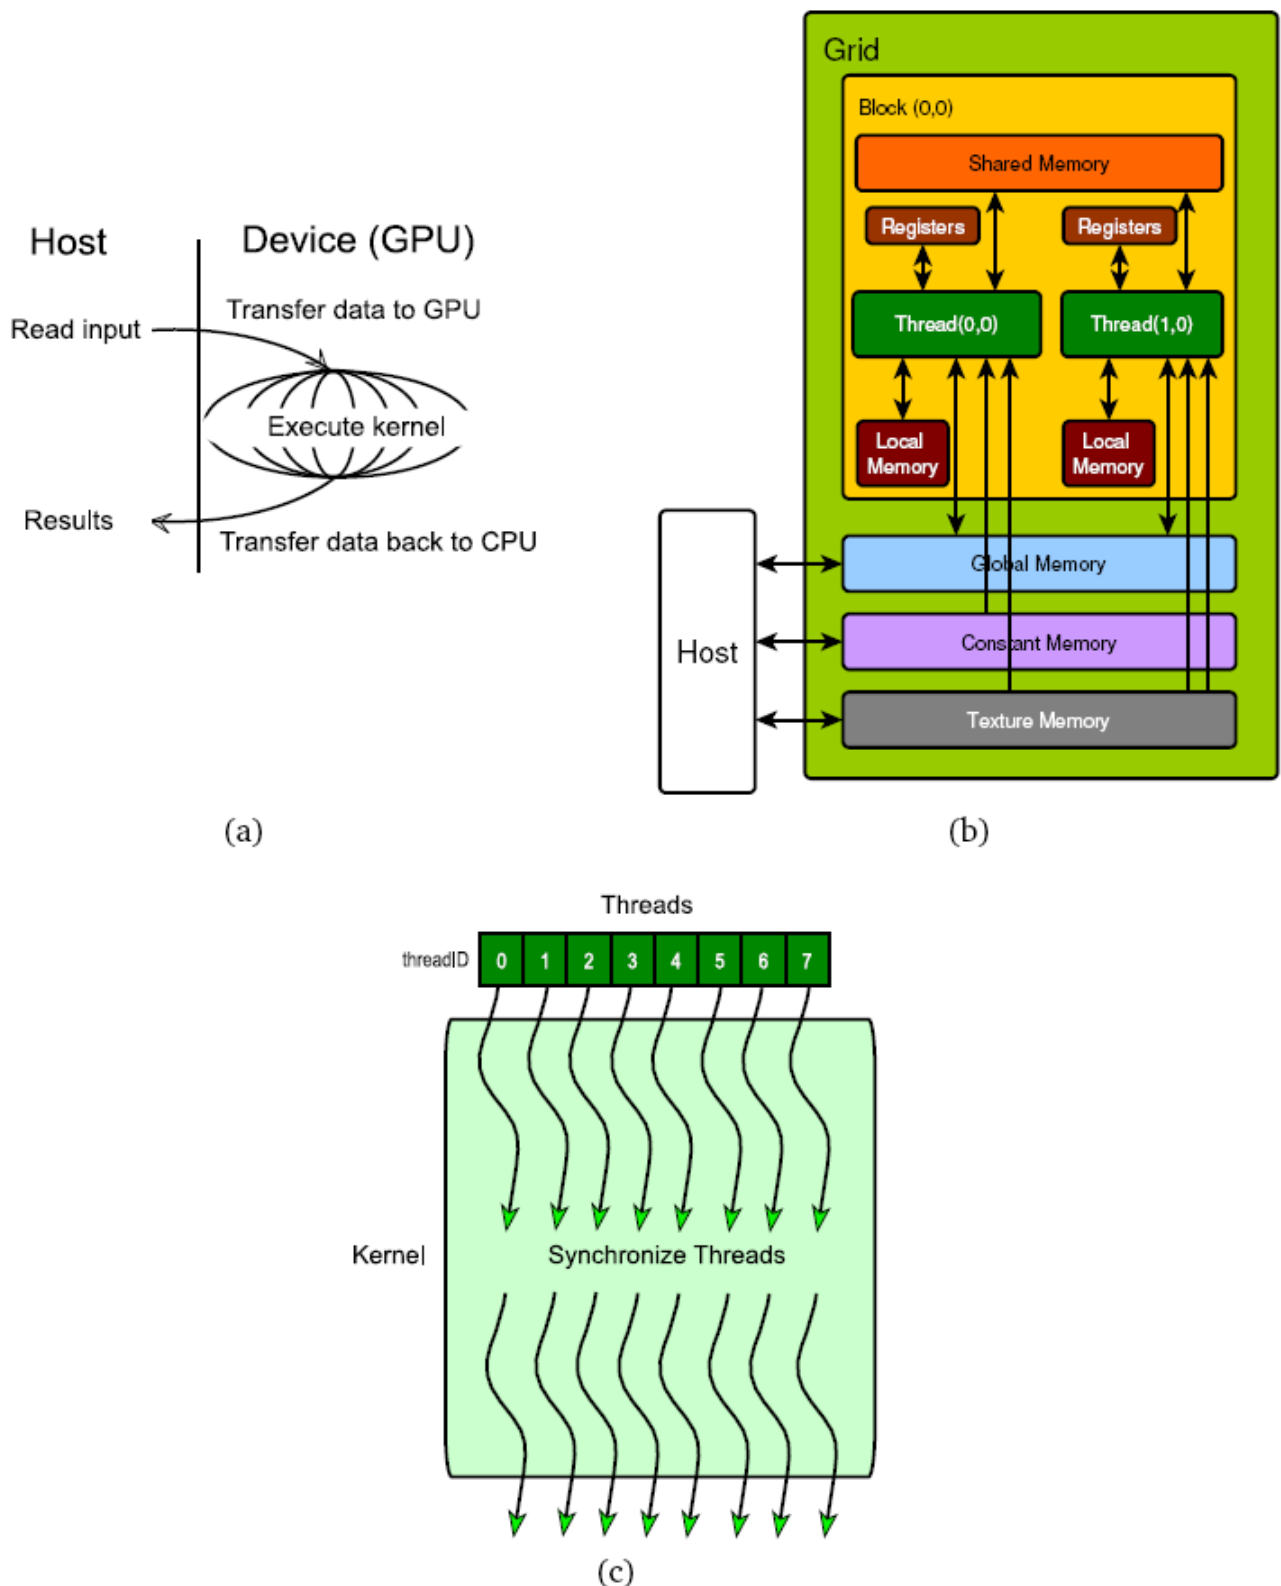 Host
Device (GPU)
Transfer data to GPU
Read input
Execute kernel
Results
Transfer data back to CPU
(a)
Grid
Block (0,0)
Shared Memory
Registers
Registers
Thread(0,0)
Thread(1,0)
Local
Memory
Local
Memory
Host
Global Memory
Constant Memory
Texture Memory
(b)
Threads
threadID
0 1 2 3 4 5 6 7
Kernel
Synchronize Threads
(c)